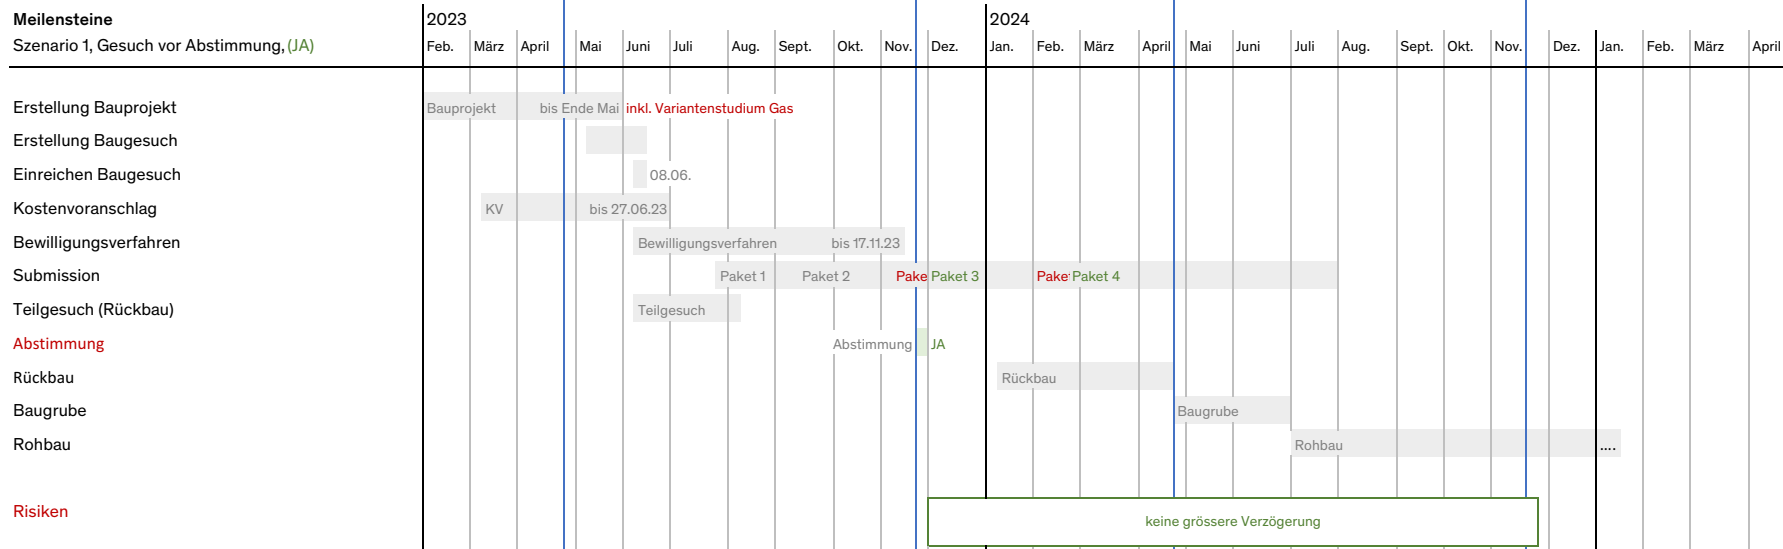 Meilensteine
2023
2024
Szenario 1, Gesuch vor Abstimmung, (JA)
Feb. März April Mai Juni Juli Aug. Sept. Okt. Nov. Dez. Jan. Feb. März April Mai Juni Juli Aug. Sept. Okt. Nov. Dez. Jan. Feb. März April
Erstellung Bauprojekt
Bauprojekt bis Ende Mai inkl. Variantenstudium Gas
Erstellung Baugesuch
Einreichen Baugesuch
08.06.
Kostenvoranschlag
KV bis 27.06.23
Bewilligungsverfahren
Bewilligungsverfahren bis 17.11.23
Submission
Paket 1 Paket 2 Pake Paket 3 Pake Paket 4
Teilgesuch (Rückbau)
Teilgesuch
Abstimmung
Abstimmung JA
Rückbau
Rückbau
Baugrube
Baugrube
Rohbau
Rohbau ....
Risiken
keine grössere Verzögerung